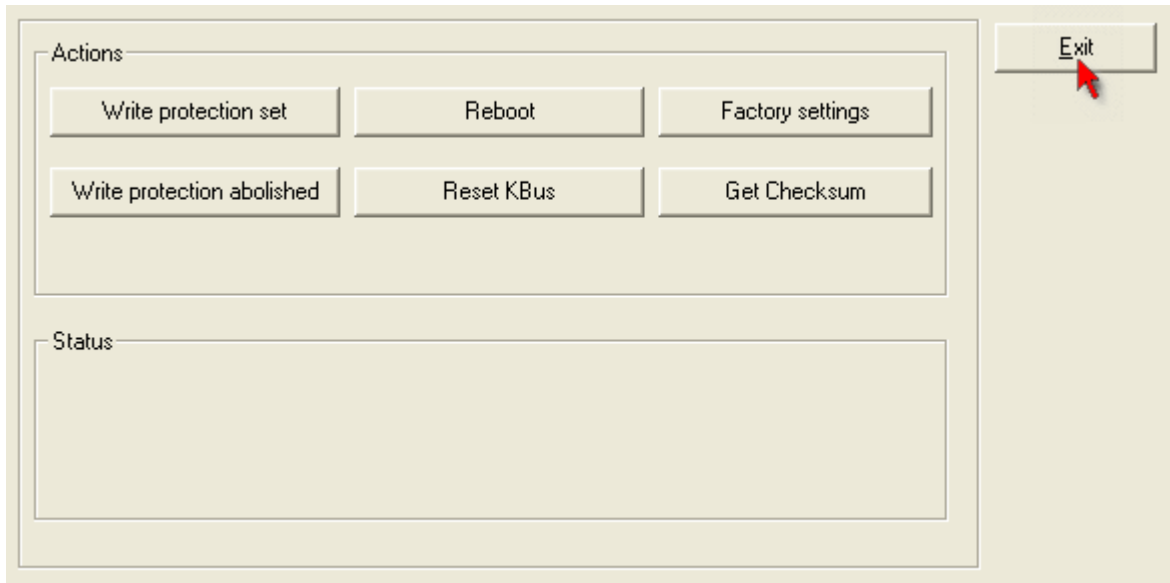 Actions
Exit
Write protection set
Reboot
Factory settings
Write protection abolished
Reset KBus
Get Checksum
Status